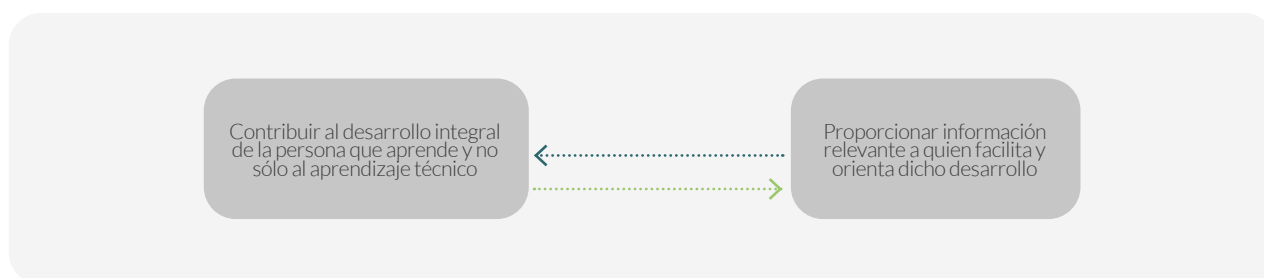 Contribuir al desarrollo integral
de la persona que aprende y no
sólo al aprendizaje técnico
Proporcionar información
relevante a quien facilita y
orienta dicho desarrollo